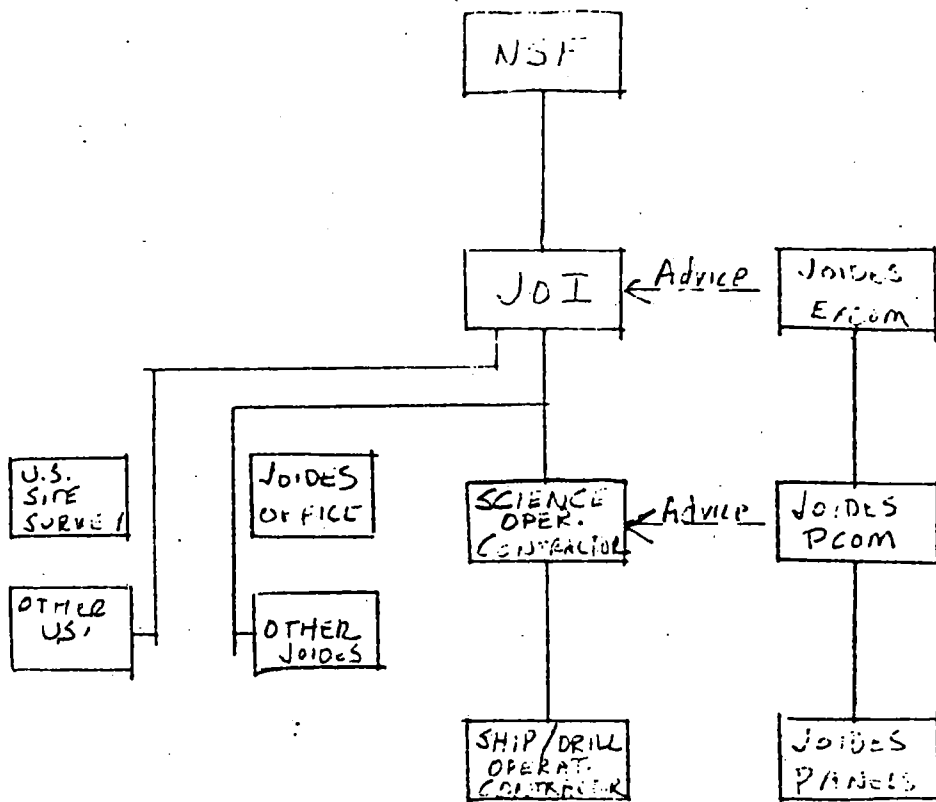 NSF
JOI
Advice
JOIDES
EXCOM
U.S.
SITE
SURVEY
JOIDES
OFFICE
SCIENCE
OPER.
CONTRACTOR
Advice
JOIDES
PCOM
OTHER
U.S.
OTHER
JOIDES
SHIP/DRILL
OPERAT.
CONTRACTOR
JOIDES
PANELS